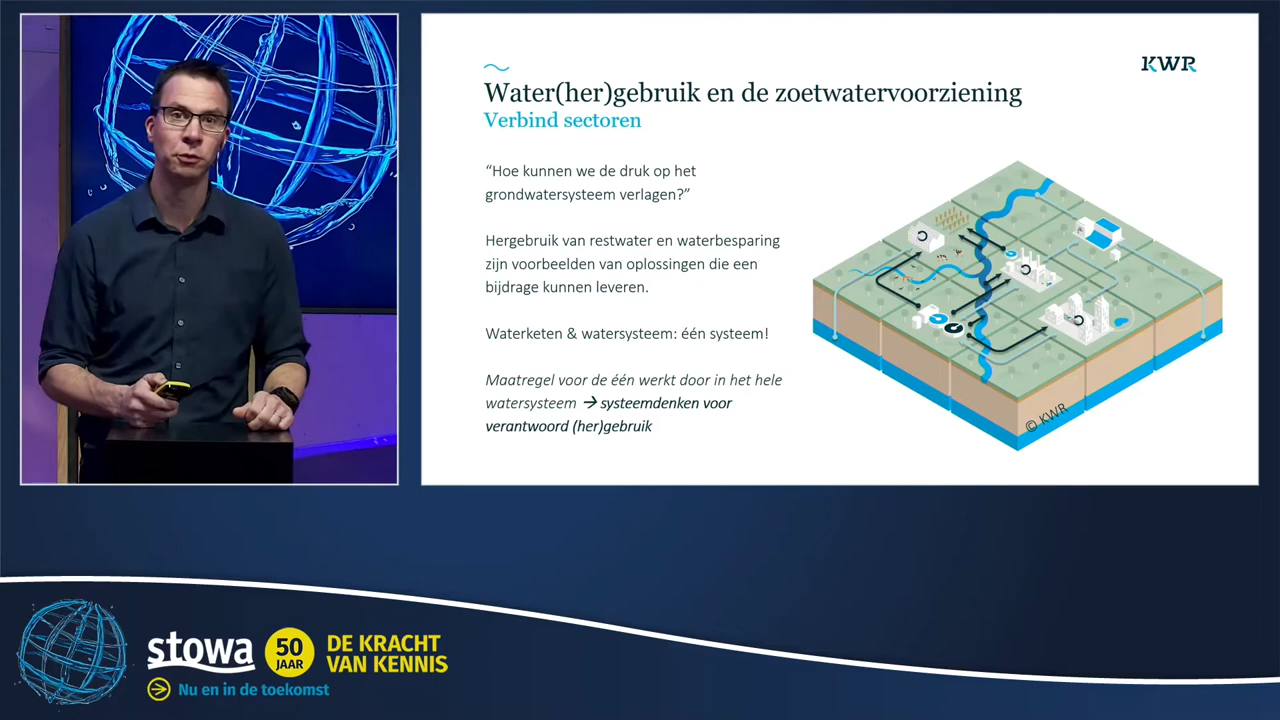 KWR
Water(her)gebruik en de zoetwatervoorziening
Verbind sectoren
“Hoe kunnen we de druk op het
grondwatersysteem verlagen?”
Hergebruik van restwater en waterbesparing
zijn voorbeelden van oplossingen die een
bijdrage kunnen leveren.
Waterketen & watersysteem: één systeem!
Maatregel voor de één werkt door in het hele
watersysteem → systeemdenken voor
verantwoord (her)gebruik
© KWR
stowa
50
JAAR
DE KRACHT
VAN KENNIS
Nu en in de toekomst